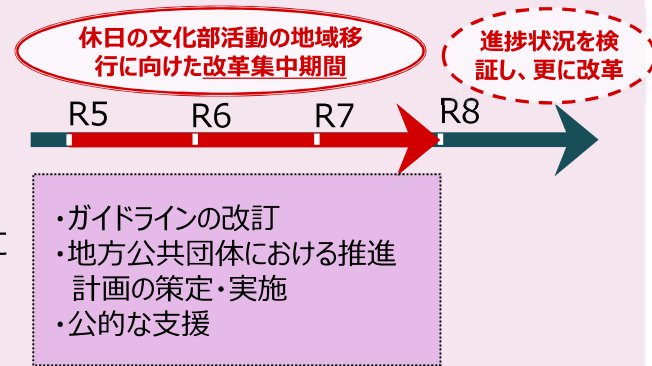 休日の文化部活動の地域移
行に向けた改革集中期間
進捗状況を検
証し、更に改革
R5
R6
R7
R8
・ガイドラインの改訂
・地方公共団体における推進
計画の策定・実施
・公的な支援